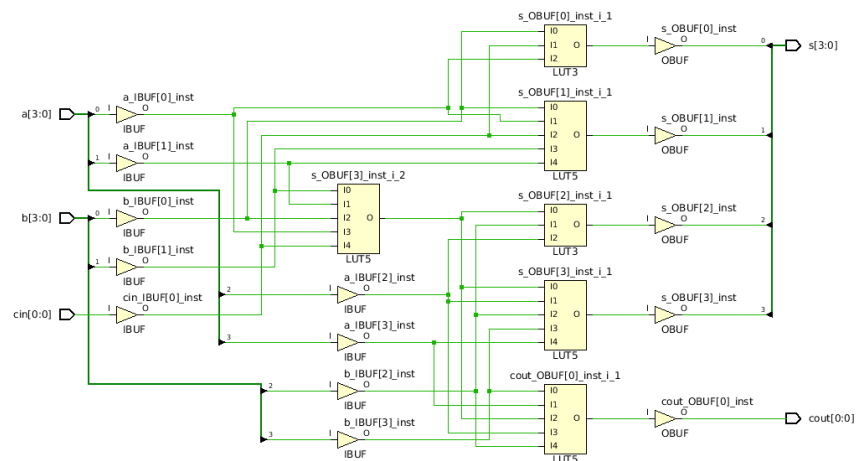 s_OBUF[0]_inst_i_1
I0
I1
I2
O
LUT3
s_OBUF[0]_inst
I
O
OBUF
0
s[3:0]
a[3:0]
0
a_IBUF[0]_inst
I
O
IBUF
s_OBUF[1]_inst_i_1
I0
I1
I2
I3
I4
O
LUT5
s_OBUF[1]_inst
I
O
OBUF
1
1
a_IBUF[1]_inst
I
O
IBUF
s_OBUF[3]_inst_i_2
I0
I1
I2
I3
I4
O
LUT5
b[3:0]
0
b_IBUF[0]_inst
I
O
IBUF
s_OBUF[2]_inst_i_1
I0
I1
I2
O
LUT3
s_OBUF[2]_inst
I
O
OBUF
2
1
b_IBUF[1]_inst
I
O
IBUF
2
a_IBUF[2]_inst
I
O
IBUF
s_OBUF[3]_inst_i_1
I0
I1
I2
I3
I4
O
LUT5
s_OBUF[3]_inst
I
O
OBUF
3
cin[0:0]
cin_IBUF[0]_inst
I
O
IBUF
3
a_IBUF[3]_inst
I
O
IBUF
2
b_IBUF[2]_inst
I
O
IBUF
cout_OBUF[0]_inst_i_1
I0
I1
I2
I3
I4
O
LUT5
cout_OBUF[0]_inst
I
O
OBUF
cout[0:0]
3
b_IBUF[3]_inst
I
O
IBUF